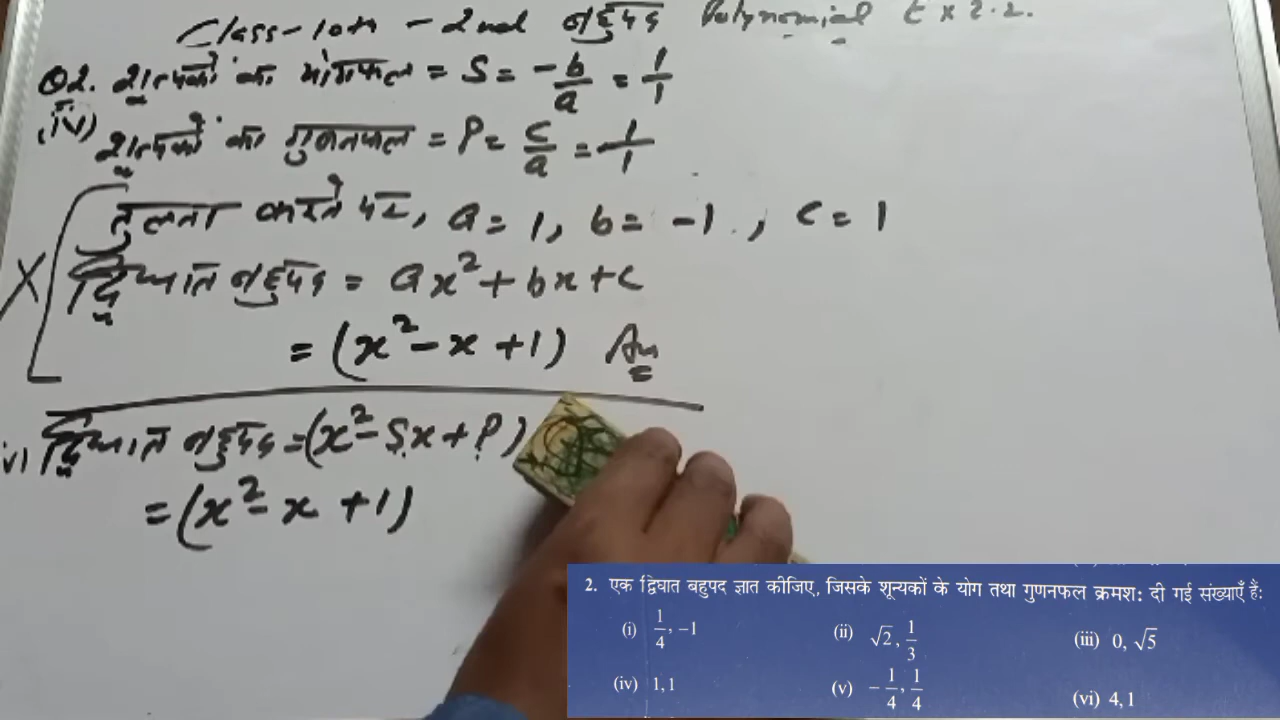 Class-10th - 2nd बहुपद Polynomial Ex 2.2.
Q2. शून्यकों का योगफल = S = -b/a = 1/1
(iv) शून्यकों का गुणनफल = P = c/a = 1/1
तुलना करने पर, a = 1, b = -1, c = 1
द्विघात बहुपद = ax² + bx + c
= (x² - x + 1) Ans
द्विघात बहुपद = (x² - Sx + P)
= (x² - x + 1)
2. एक द्विघात बहुपद ज्ञात कीजिए, जिसके शून्यकों के योग तथा गुणनफल क्रमश: दी गई संख्याएँ हैं:
(i) 1/4, -1 (ii) √2, 1/3 (iii) 0, √5
(iv) 1, 1 (v) -1/4, 1/4 (vi) 4, 1